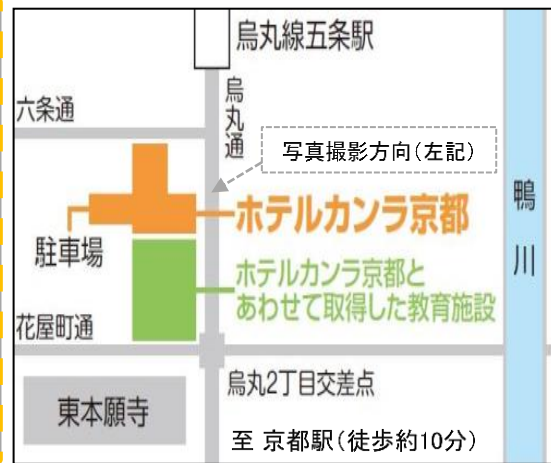 烏丸線五条駅
六条通
烏丸通
写真撮影方向(左記)
ホテルカンラ京都
鴨川
駐車場
ホテルカンラ京都と
あわせて取得した教育施設
花屋町通
烏丸2丁目交差点
東本願寺
至 京都駅(徒歩約10分)